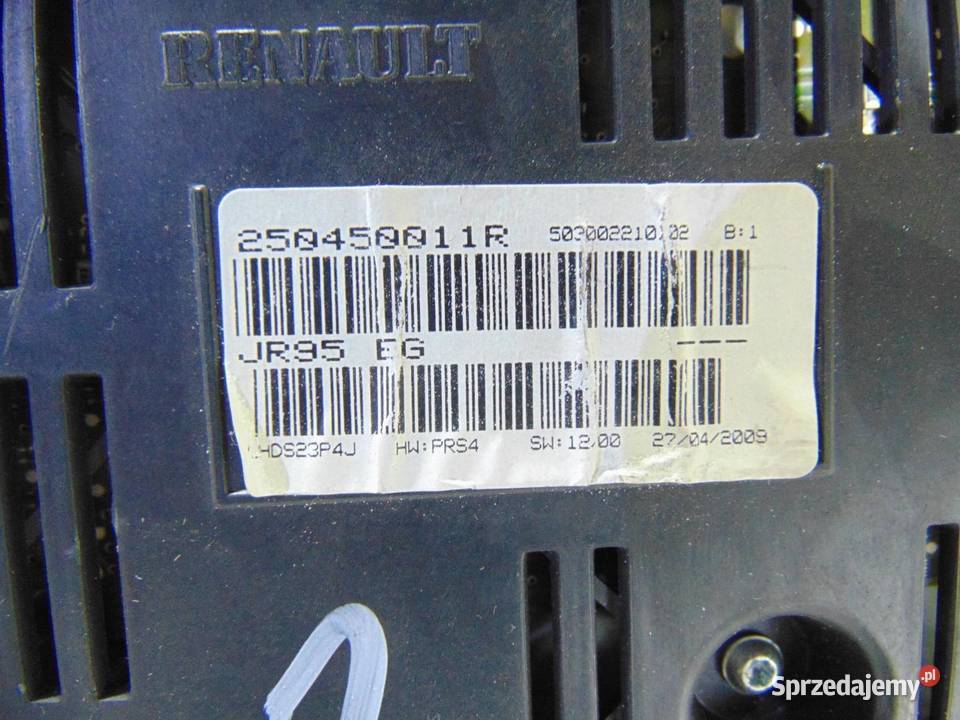 RENAULT
250450011R 503002210102 B:1
JR95 EG ---
HW:PRS4 SW:12.00 27/04/2009
Sprzedajemy.pl